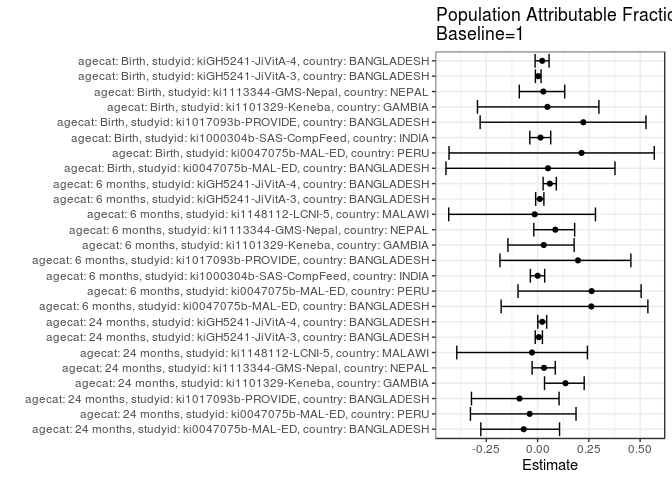 Population Attributable Fractio
Baseline=1
agecat: Birth, studyid: kiGH5241-JiVitA-4, country: BANGLADESH
agecat: Birth, studyid: kiGH5241-JiVitA-3, country: BANGLADESH
agecat: Birth, studyid: ki1113344-GMS-Nepal, country: NEPAL
agecat: Birth, studyid: ki1101329-Keneba, country: GAMBIA
agecat: Birth, studyid: ki1017093b-PROVIDE, country: BANGLADESH
agecat: Birth, studyid: ki1000304b-SAS-CompFeed, country: INDIA
agecat: Birth, studyid: ki0047075b-MAL-ED, country: PERU
agecat: Birth, studyid: ki0047075b-MAL-ED, country: BANGLADESH
agecat: 6 months, studyid: kiGH5241-JiVitA-4, country: BANGLADESH
agecat: 6 months, studyid: kiGH5241-JiVitA-3, country: BANGLADESH
agecat: 6 months, studyid: ki1148112-LCNI-5, country: MALAWI
agecat: 6 months, studyid: ki1113344-GMS-Nepal, country: NEPAL
agecat: 6 months, studyid: ki1101329-Keneba, country: GAMBIA
agecat: 6 months, studyid: ki1017093b-PROVIDE, country: BANGLADESH
agecat: 6 months, studyid: ki1000304b-SAS-CompFeed, country: INDIA
agecat: 6 months, studyid: ki0047075b-MAL-ED, country: PERU
agecat: 6 months, studyid: ki0047075b-MAL-ED, country: BANGLADESH
agecat: 24 months, studyid: kiGH5241-JiVitA-4, country: BANGLADESH
agecat: 24 months, studyid: kiGH5241-JiVitA-3, country: BANGLADESH
agecat: 24 months, studyid: ki1148112-LCNI-5, country: MALAWI
agecat: 24 months, studyid: ki1113344-GMS-Nepal, country: NEPAL
agecat: 24 months, studyid: ki1101329-Keneba, country: GAMBIA
agecat: 24 months, studyid: ki1017093b-PROVIDE, country: BANGLADESH
agecat: 24 months, studyid: ki0047075b-MAL-ED, country: PERU
agecat: 24 months, studyid: ki0047075b-MAL-ED, country: BANGLADESH
-0.25 0.00 0.25 0.50
Estimate